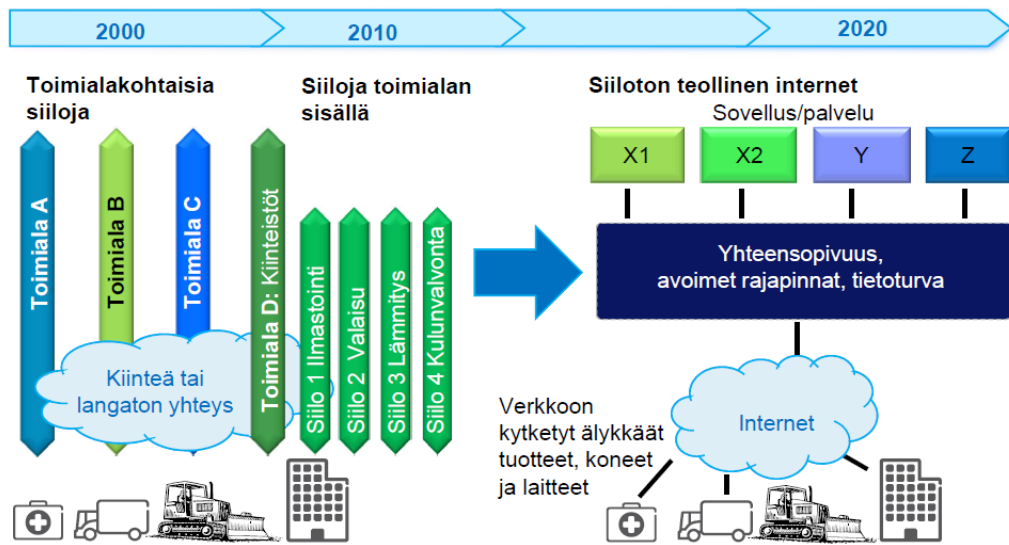 2000
2010
2020
Toimialakohtaisia
siiloja
Siiloja toimialan
sisällä
Siiloton teollinen internet
Sovellus/palvelu
Toimiala A
Toimiala B
Toimiala C
Toimiala D: Kiinteistöt
Siilo 1 Ilmastointi
Siilo 2 Valaisu
Siilo 3 Lämmitys
Siilo 4 Kulunvalvonta
Kiinteä tai
langaton yhteys
X1
X2
Y
Z
Yhteensopivuus,
avoimet rajapinnat, tietoturva
Internet
Verkkoon
kytketyt älykkäät
tuotteet, koneet
ja laitteet